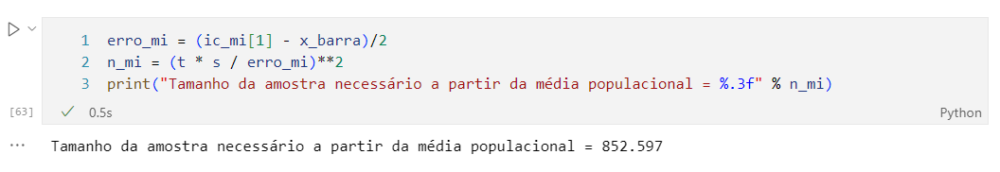 1 erro_mi = (ic_mi[1] - x_barra)/2
2 n_mi = (t * s / erro_mi)**2
3 print("Tamanho da amostra necessário a partir da média populacional = %.3f" % n_mi)
[63] 0.5s Python
... Tamanho da amostra necessário a partir da média populacional = 852.597